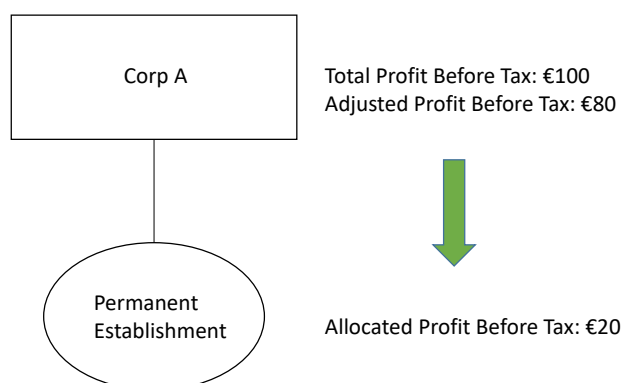 Corp A
Total Profit Before Tax: €100
Adjusted Profit Before Tax: €80
Permanent
Establishment
Allocated Profit Before Tax: €20